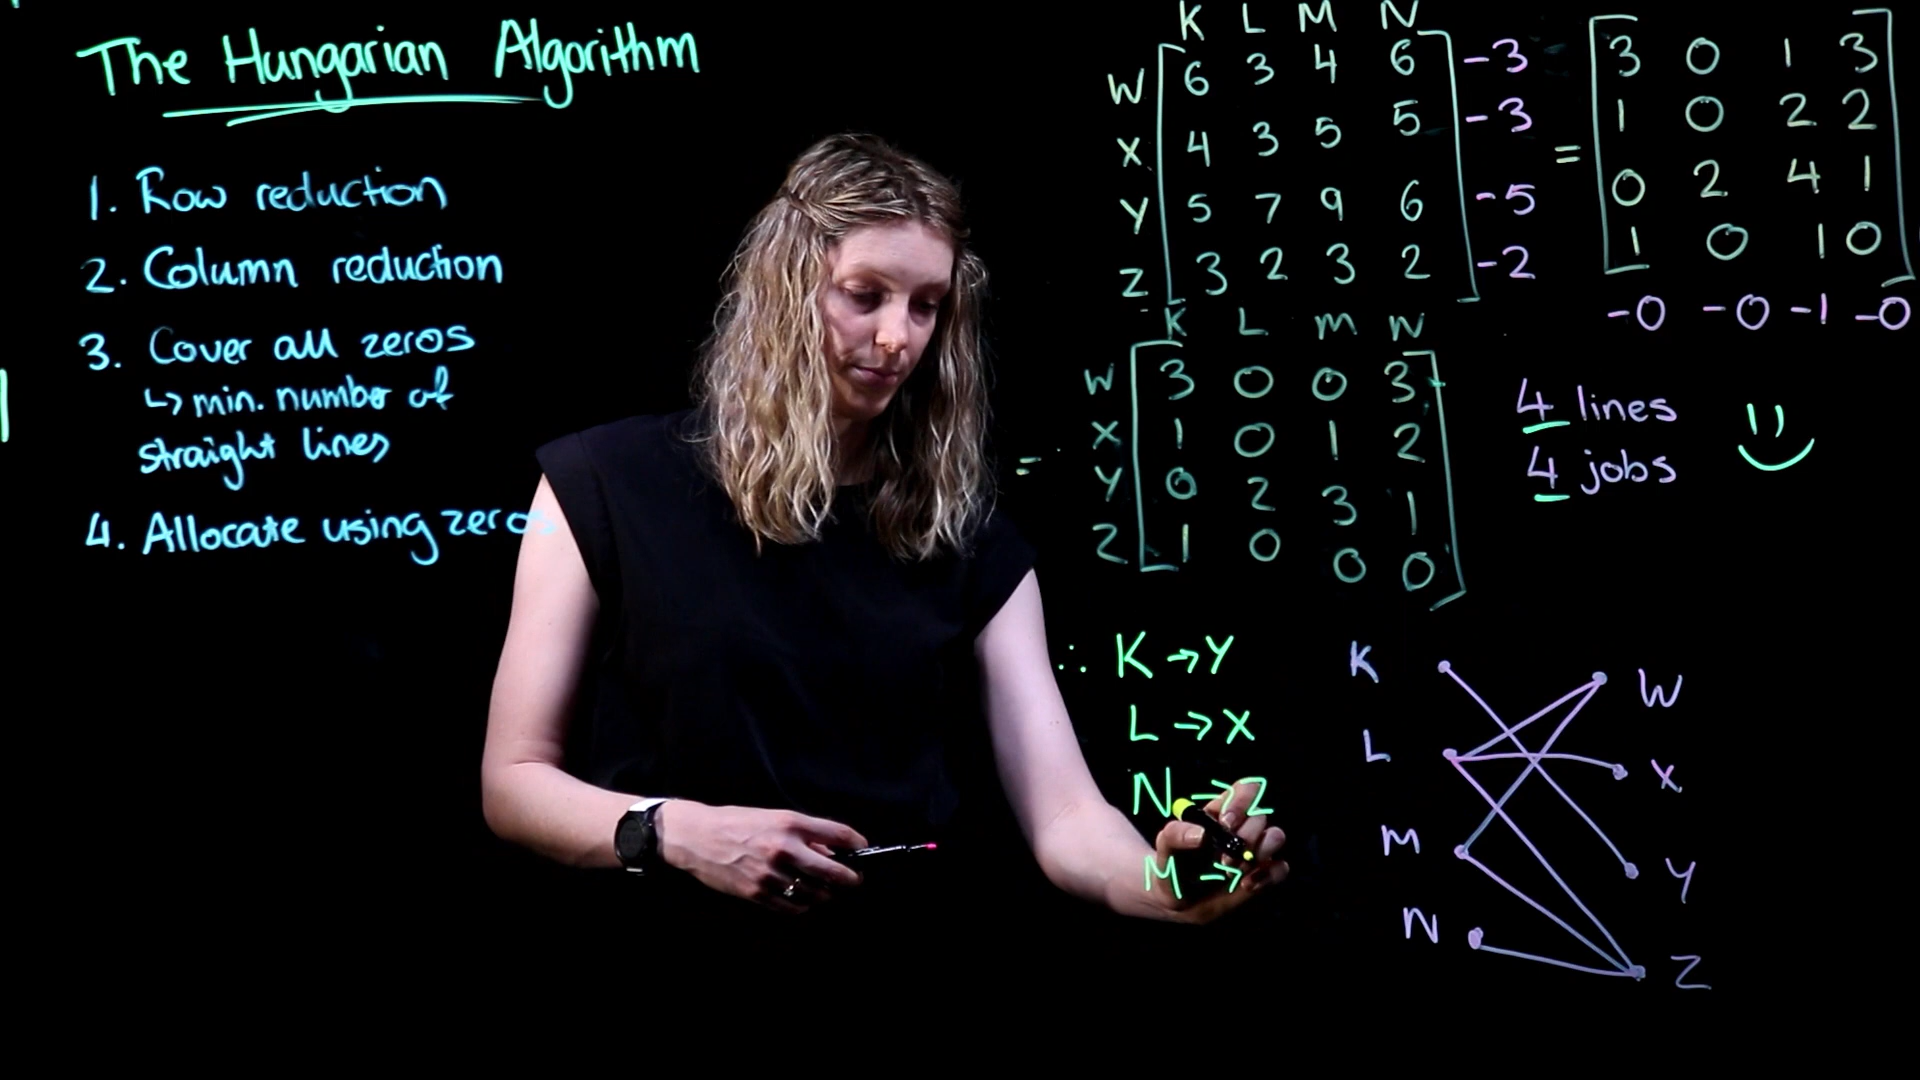 The Hungarian Algorithm
1. Row reduction
2. Column reduction
3. Cover all zeros
↳ min. number of
straight lines
4. Allocate using zeros
K L M N
W 6 3 4 6 -3
X 4 3 5 5 -3
Y 5 7 9 6 -5
Z 3 2 3 2 -2
=
3 0 1 3
1 0 2 2
0 2 4 1
1 0 1 0
-0 -0 -1 -0
K L M N
W 3 0 0 3
X 1 0 1 2
=
Y 0 2 3 1
Z 1 0 0 0
4 lines
4 jobs
∴ K → Y
L → X
N → Z
M →
K W
L X
M Y
N Z